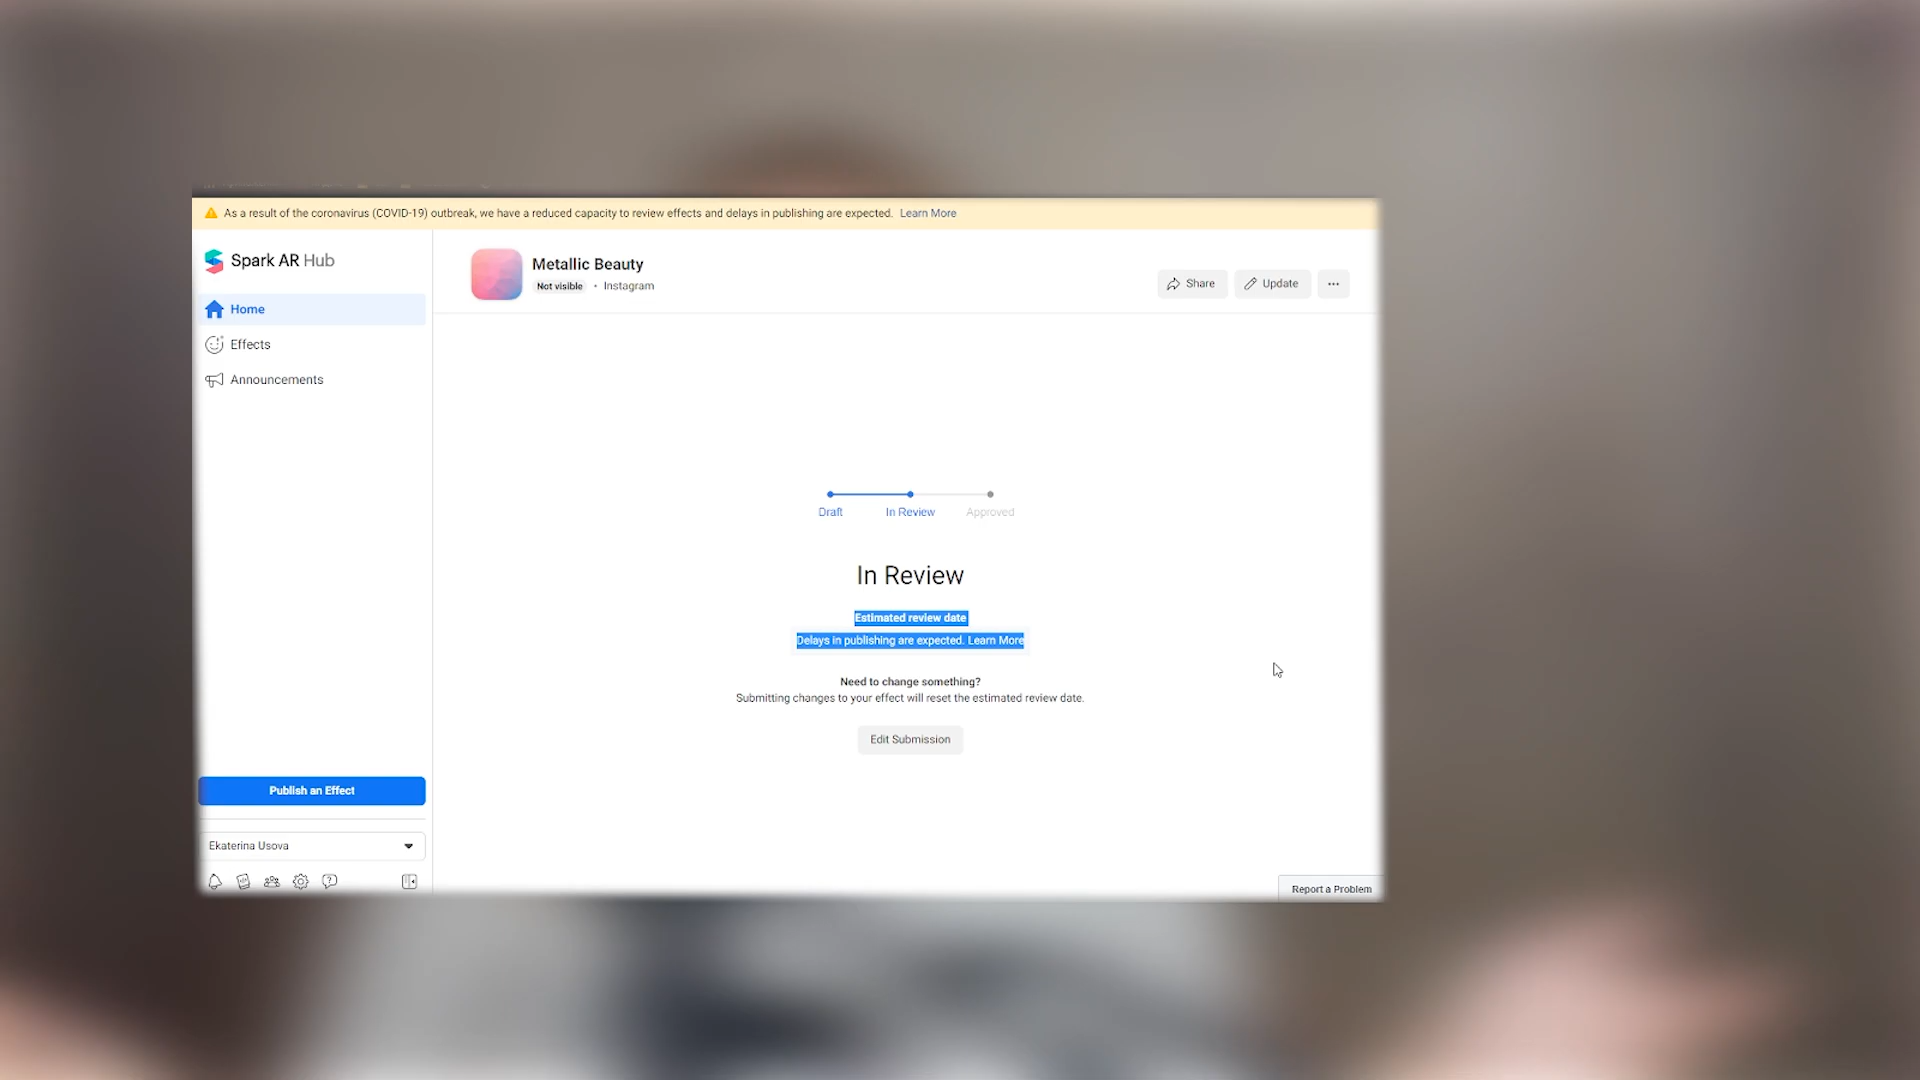 As a result of the coronavirus (COVID-19) outbreak, we have a reduced capacity to review effects and delays in publishing are expected. Learn More
Spark AR Hub
Metallic Beauty
Not visible • Instagram
Share
Update
Home
Effects
Announcements
Draft
In Review
Approved
In Review
Estimated review date
Delays in publishing are expected. Learn More
Need to change something?
Submitting changes to your effect will reset the estimated review date.
Edit Submission
Publish an Effect
Ekaterina Usova
Report a Problem